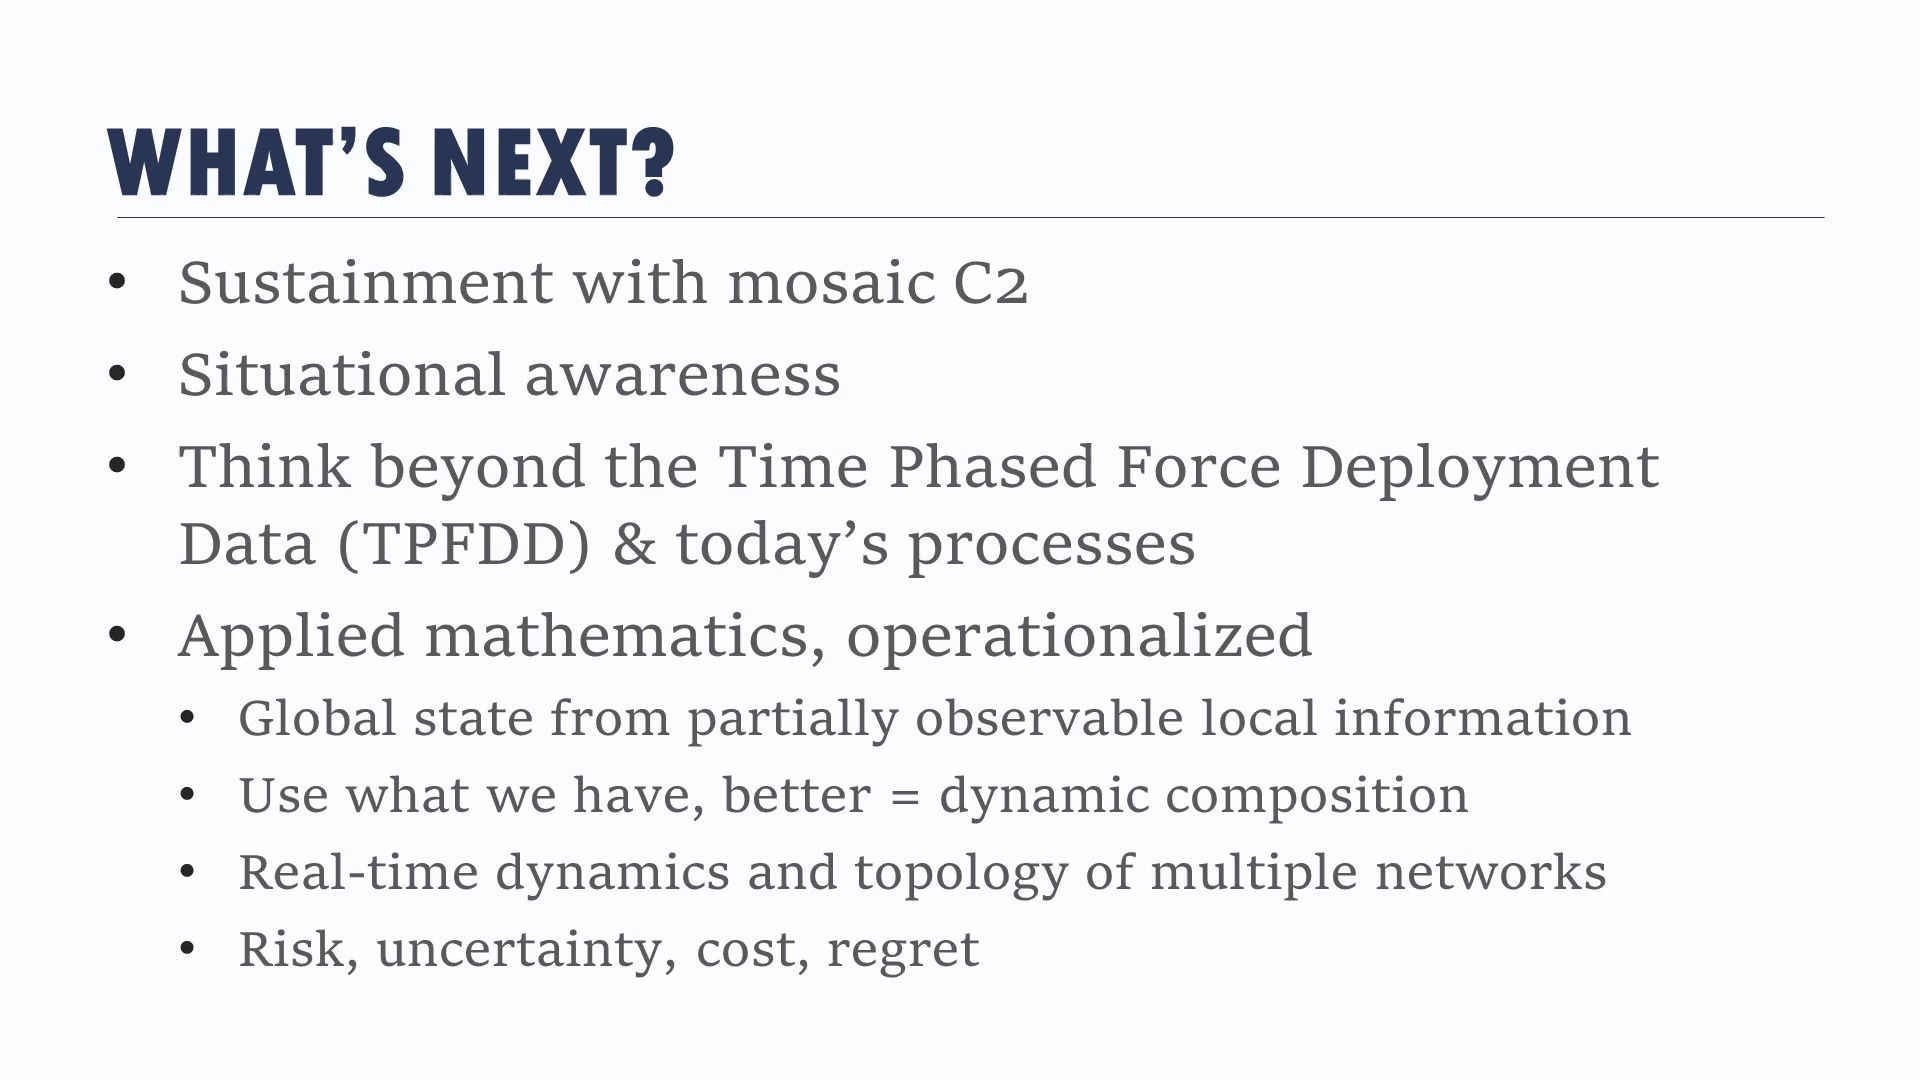 WHAT'S NEXT?
• Sustainment with mosaic C2
• Situational awareness
• Think beyond the Time Phased Force Deployment
Data (TPFDD) & today's processes
• Applied mathematics, operationalized
• Global state from partially observable local information
• Use what we have, better = dynamic composition
• Real-time dynamics and topology of multiple networks
• Risk, uncertainty, cost, regret